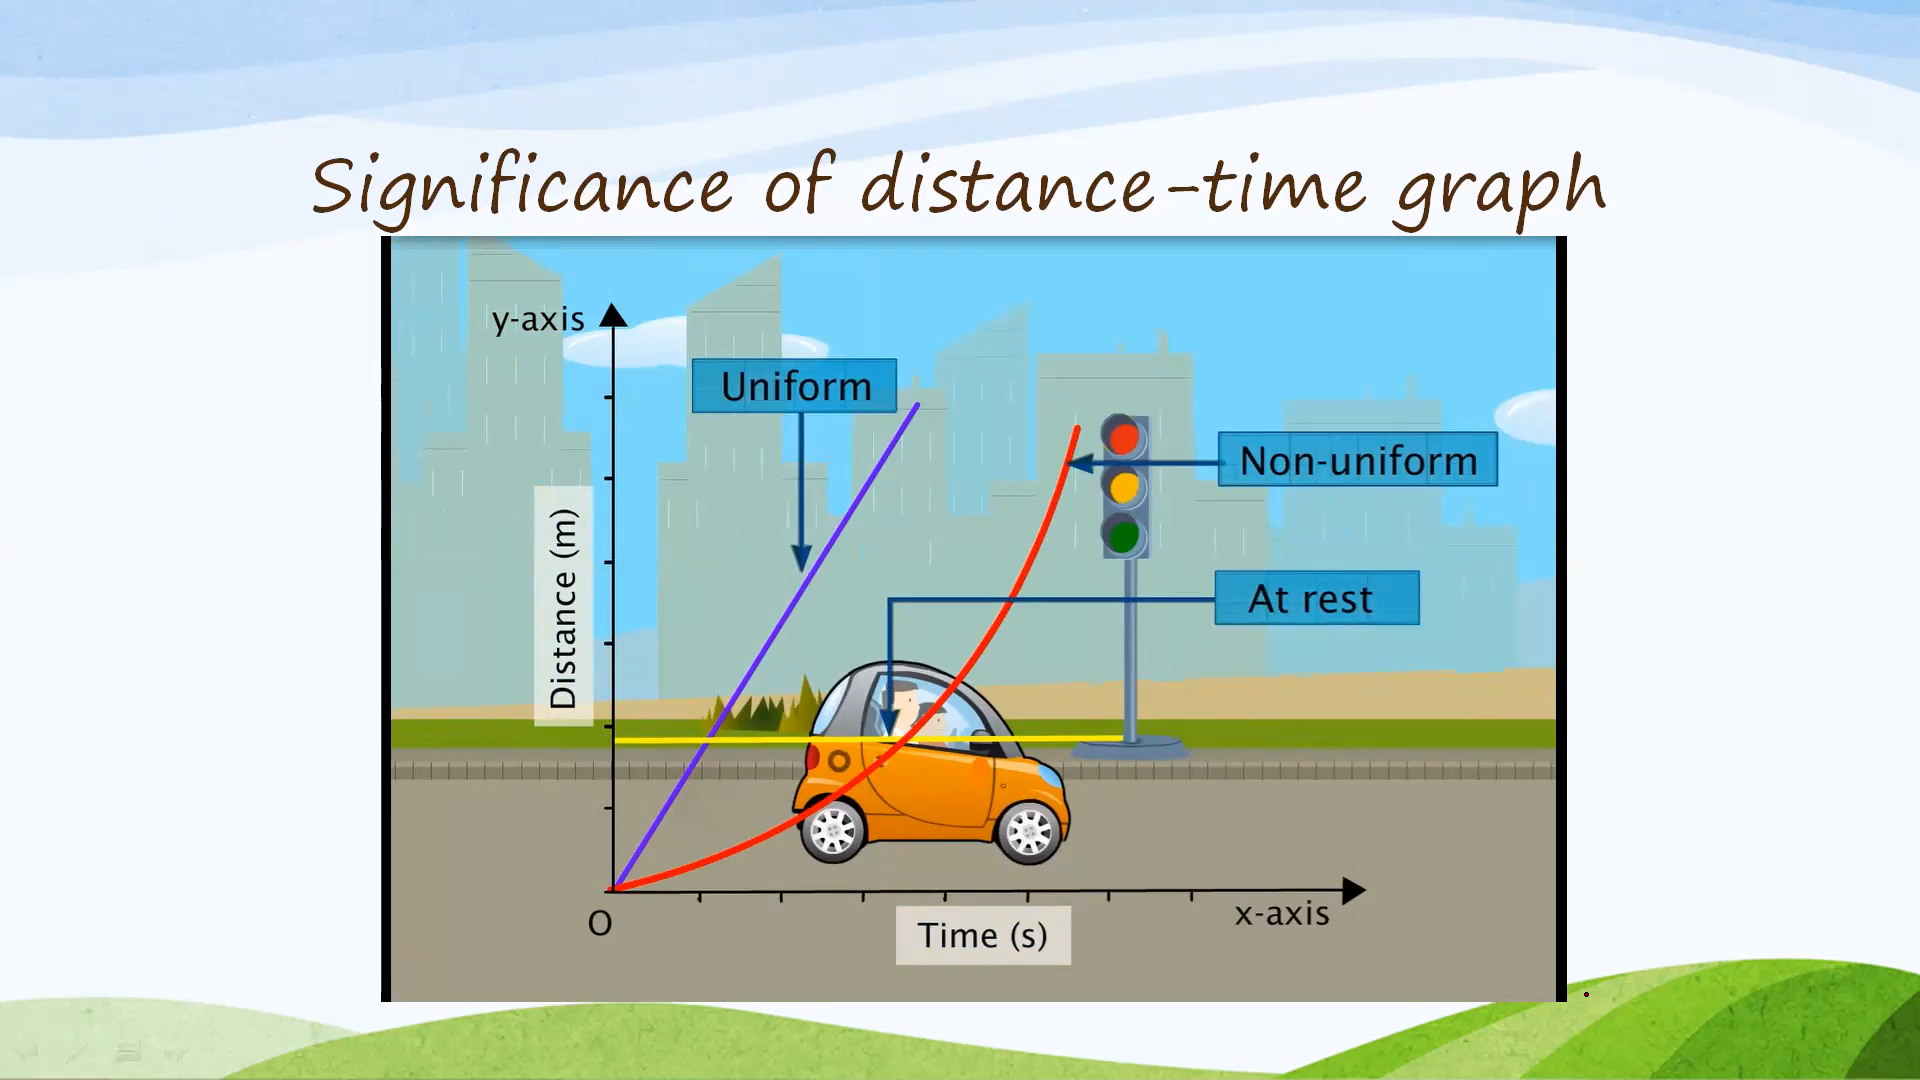 Significance of distance-time graph
y-axis
Uniform
Non-uniform
At rest
Distance (m)
O
x-axis
Time (s)